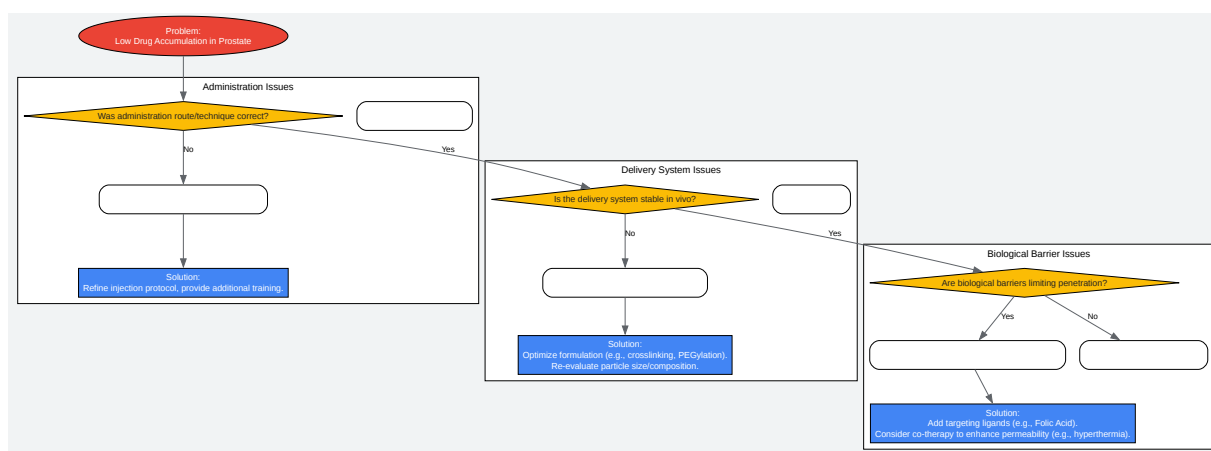 Problem:
Low Drug Accumulation in Prostate
Administration Issues
Was administration route/technique correct?
No
Yes
Solution:
Refine injection protocol, provide additional training.
Delivery System Issues
Is the delivery system stable in vivo?
No
Yes
Solution:
Optimize formulation (e.g., crosslinking, PEGylation).
Re-evaluate particle size/composition.
Biological Barrier Issues
Are biological barriers limiting penetration?
Yes
No
Solution:
Add targeting ligands (e.g., Folic Acid).
Consider co-therapy to enhance permeability (e.g., hyperthermia).